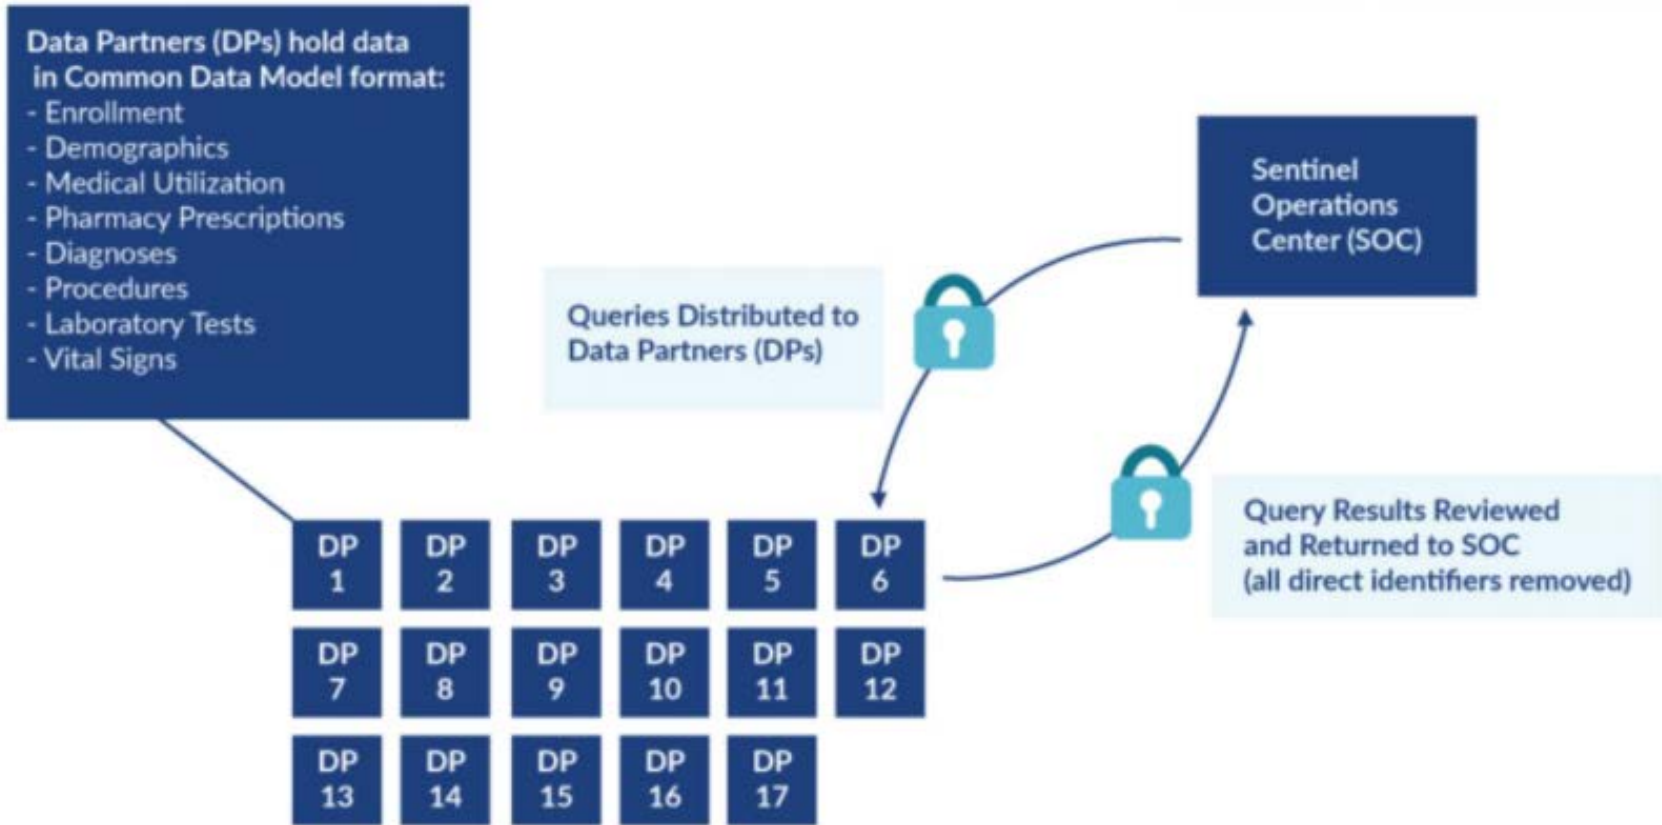 Data Partners (DPs) hold data
in Common Data Model format:
- Enrollment
- Demographics
- Medical Utilization
- Pharmacy Prescriptions
- Diagnoses
- Procedures
- Laboratory Tests
- Vital Signs
Sentinel
Operations
Center (SOC)
Queries Distributed to
Data Partners (DPs)
Query Results Reviewed
and Returned to SOC
(all direct identifiers removed)
DP
1
DP
2
DP
3
DP
4
DP
5
DP
6
DP
7
DP
8
DP
9
DP
10
DP
11
DP
12
DP
13
DP
14
DP
15
DP
16
DP
17